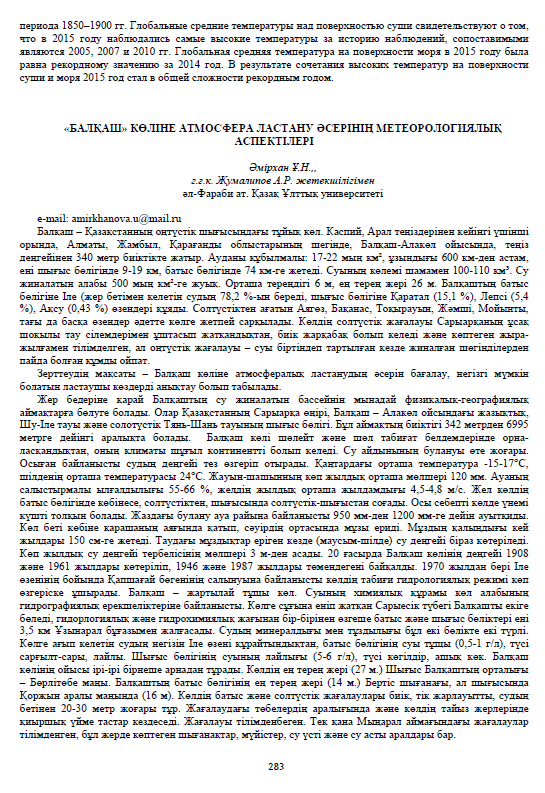 периода 1850–1900 гг. Глобальные средние температуры над поверхностью суши свидетельствуют о том,
что в 2015 году наблюдались самые высокие температуры за историю наблюдений, сопоставимыми
являются 2005, 2007 и 2010 гг. Глобальная средняя температура на поверхности моря в 2015 году была
равна рекордному значению за 2014 год. В результате сочетания высоких температур на поверхности
суши и моря 2015 год стал в общей сложности рекордным годом.
«БАЛҚАШ» КӨЛІНЕ АТМОСФЕРА ЛАСТАНУ ӘСЕРІНІҢ МЕТЕОРОЛОГИЯЛЫҚ
АСПЕКТІЛЕРІ
Әмірхан Ұ.Н.,,
г.ғ.к. Жумалипов А.Р. жетекшілігімен
әл-Фараби ат. Қазақ Ұлттық университеті
e-mail: amirkhanova.u@mail.ru
Балқаш – Қазақстанның оңтүстік шығысындағы тұйық көл. Каспий, Арал теңіздерінен кейінгі үшінші
орында, Алматы, Жамбыл, Қарағанды облыстарының шегінде, Балқаш-Алакөл ойысында, теңіз
деңгейінен 340 метр биіктікте жатыр. Ауданы құбылмалы: 17-22 мың км², ұзындығы 600 км-ден астам,
ені шығыс бөлігінде 9-19 км, батыс бөлігінде 74 км-ге жетеді. Суының көлемі шамамен 100-110 км³. Су
жиналатын алабы 500 мың км²-ге жуық. Орташа тереңдігі 6 м, ең терең жері 26 м. Балқаштың батыс
бөлігіне Іле (жер бетімен келетін судың 78,2 %-ын береді, шығыс бөлігіне Қаратал (15,1 %), Лепсі (5,4
%), Ақсу (0,43 %) өзендері құяды. Солтүстіктен ағатын Аягөз, Бақанас, Тоқырауын, Жәмші, Мойынты,
тағы да басқа өзендер әдетте көлге жетпей сарқылады. Көлдің солтүстік жағалауы Сарыарқаның ұсақ
шоқылы тау сілемдерімен ұштасып жатқандықтан, биік жарқабақ болып келеді және көптеген жыра-
жылғамен тілімделген, ал оңтүстік жағалауы – суы біртіндеп тартылған кезде жиналған шөгінділерден
пайда болған құмды ойпат.
Зерттеудің мақсаты – Балқаш көліне атмосфералық ластанудың әсерін бағалау, негізгі мүмкін
болатын ластаушы көздерді анықтау болып табылады.
Жер бедеріне қарай Балқаштың су жиналатын бассейнін мынадай физикалық-географиялық
аймақтарға бөлуге болады. Олар Қазақстанның Сарыарқа өңірі, Балқаш – Алакөл ойсындағы жазықтық,
Шу-Іле тауы және солотүстік Тянь-Шань тауының шығыс бөлігі. Бұл аймақтың биіктігі 342 метрден 6995
метрге дейінгі аралықта болады. Балқаш көлі шөлейт және шөл табиғат белдемдерінде орна-
ласқандықтан, оның климаты шұғыл континентті болып келеді. Су айдынының булануы өте жоғары.
Осыған байланысты судың деңгейі тез өзгеріп отырады. Қаңтардағы орташа температура -15-17°С,
шілденің орташа температурасы 24°С. Жауын-шашынның көп жылдық орташа мөлшері 120 мм. Ауаның
салыстырмалы ылғалдылығы 55-66 %, желдің жылдық орташа жылдамдығы 4,5-4,8 м/с. Жел көлдің
батыс бөлігінде көбінесе, солтүстіктен, шығысында солтүстік-шығыстан соғады. Осы себепті көлде үнемі
күшті толқын болады. Жаздағы булану ауа райына байланысты 950 мм-ден 1200 мм-ге дейін ауытқиды.
Көл беті көбіне қарашаның аяғында қатып, сәуірдің ортасында мұзы ериді. Мұздың қалыңдығы кей
жылдары 150 см-ге жетеді. Таудағы мұздықтар еріген кезде (маусым-шілде) су деңгейі біраз көтеріледі.
Көп жылдық су деңгейі тербелісінің мөлшері 3 м-ден асады. 20 ғасырда Балқаш көлінің деңгейі 1908
және 1961 жылдары көтеріліп, 1946 және 1987 жылдары төмендегені байқалды. 1970 жылдан бері Іле
өзенінің бойында Қапшағай бөгенінің салынуына байланысты көлдің табиғи гидрологиялық режимі көп
өзгеріске ұшырады. Балқаш – жартылай тұщы көл. Суының химиялық құрамы көл алабының
гидрографиялық ерекшеліктеріне байланысты. Көлге сұғына еніп жатқан Сарыесік түбегі Балқашты екіге
бөледі, гидорлогиялық және гидрохимиялық жағынан бір-бірінен өзгеше батыс және шығыс бөліктері ені
3,5 км Ұзынарал бұғазымен жалғасады. Судың минералдығы мен тұздылығы бұл екі бөлікте екі түрлі.
Көлге ағып келетін судың негізін Іле өзені құрайтындықтан, батыс бөлігінің суы тұщы (0,5-1 г/л), түсі
сарғылт-сары, лайлы. Шығыс бөлігінің суының лайлығы (5-6 г/л), түсі көгілдір, ашық көк. Балқаш
көлінің ойысы ірі-ірі бірнеше арнадан тұрады. Көлдің ең терең жері (27 м.) Шығыс Балқаштың орталығы
– Бөрлітөбе маңы. Балқаштың батыс бөлігінің ең терең жері (14 м.) Бертіс шығанағы, ал шығысында
Қоржын аралы маңында (16 м). Көлдің батыс және солтүстік жағалаулары биік, тік жарлауытты, судың
бетінен 20-30 метр жоғары тұр. Жағалаудағы төбелердің аралығында және көлдің тайыз жерлерінде
қиыршық үйме тастар кездеседі. Жағалауы тілімденбеген. Тек қана Мыңарал аймағындағы жағалаулар
тілімденген, бұл жерде көптеген шығанақтар, мүйістер, су үсті және су асты аралдары бар.
283